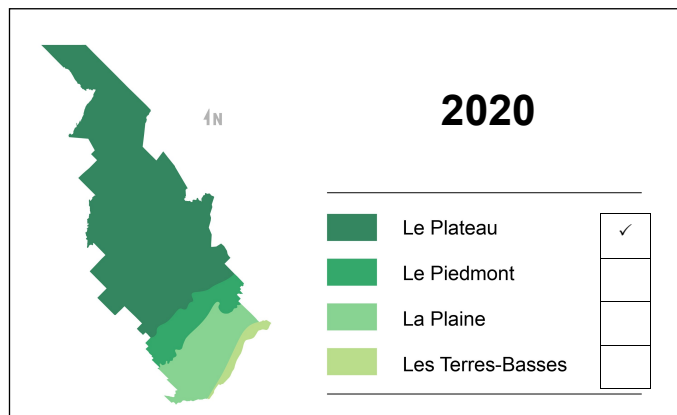 N
2020
Le Plateau ✓
Le Piedmont
La Plaine
Les Terres-Basses